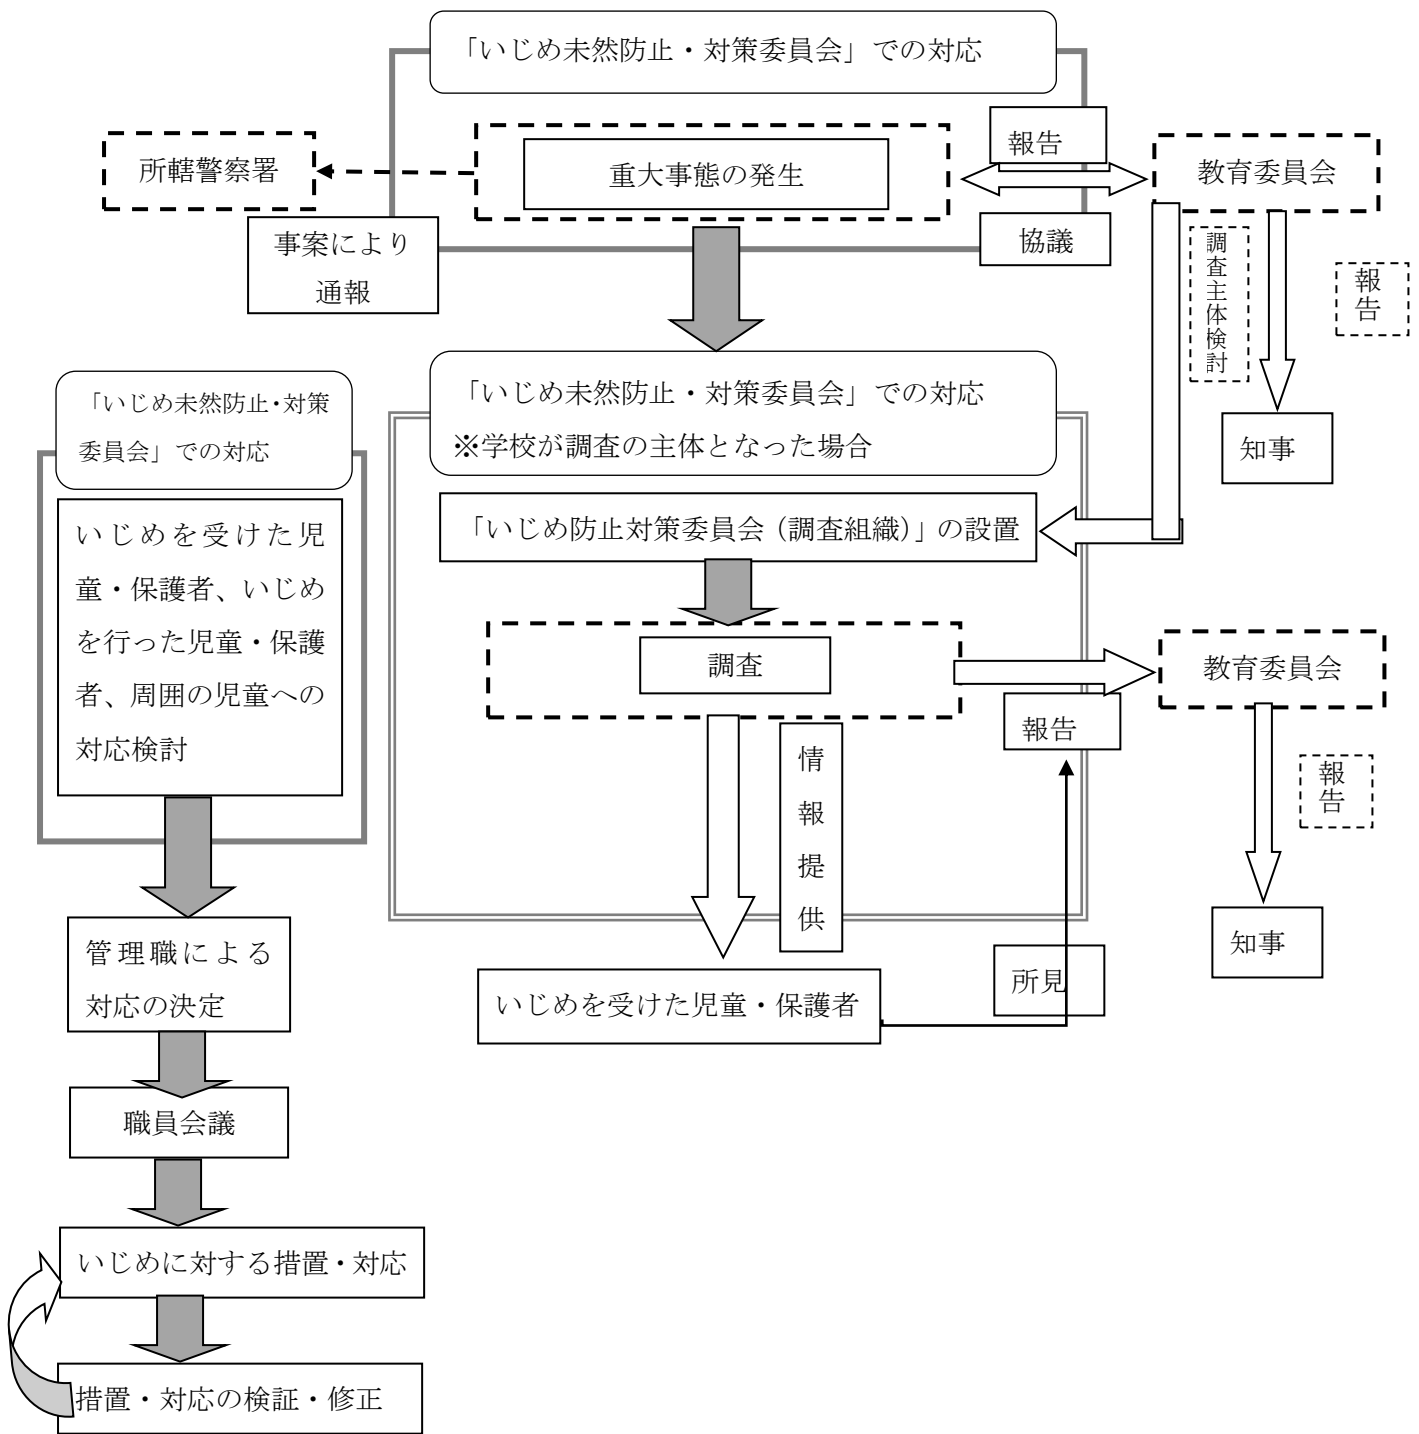 「いじめ未然防止・対策委員会」での対応
報告
所轄警察署
重大事態の発生
教育委員会
事案により
通報
協議
調査主体検討
報告
「いじめ未然防止・対策委員会」での対応
※学校が調査の主体となった場合
知事
「いじめ未然防止・対策
委員会」での対応
「いじめ防止対策委員会（調査組織）」の設置
いじめを受けた児
童・保護者、いじめ
を行った児童・保護
者、周囲の児童への
対応検討
調査
教育委員会
報告
情報提供
報告
知事
管理職による
対応の決定
いじめを受けた児童・保護者
所見
職員会議
いじめに対する措置・対応
措置・対応の検証・修正